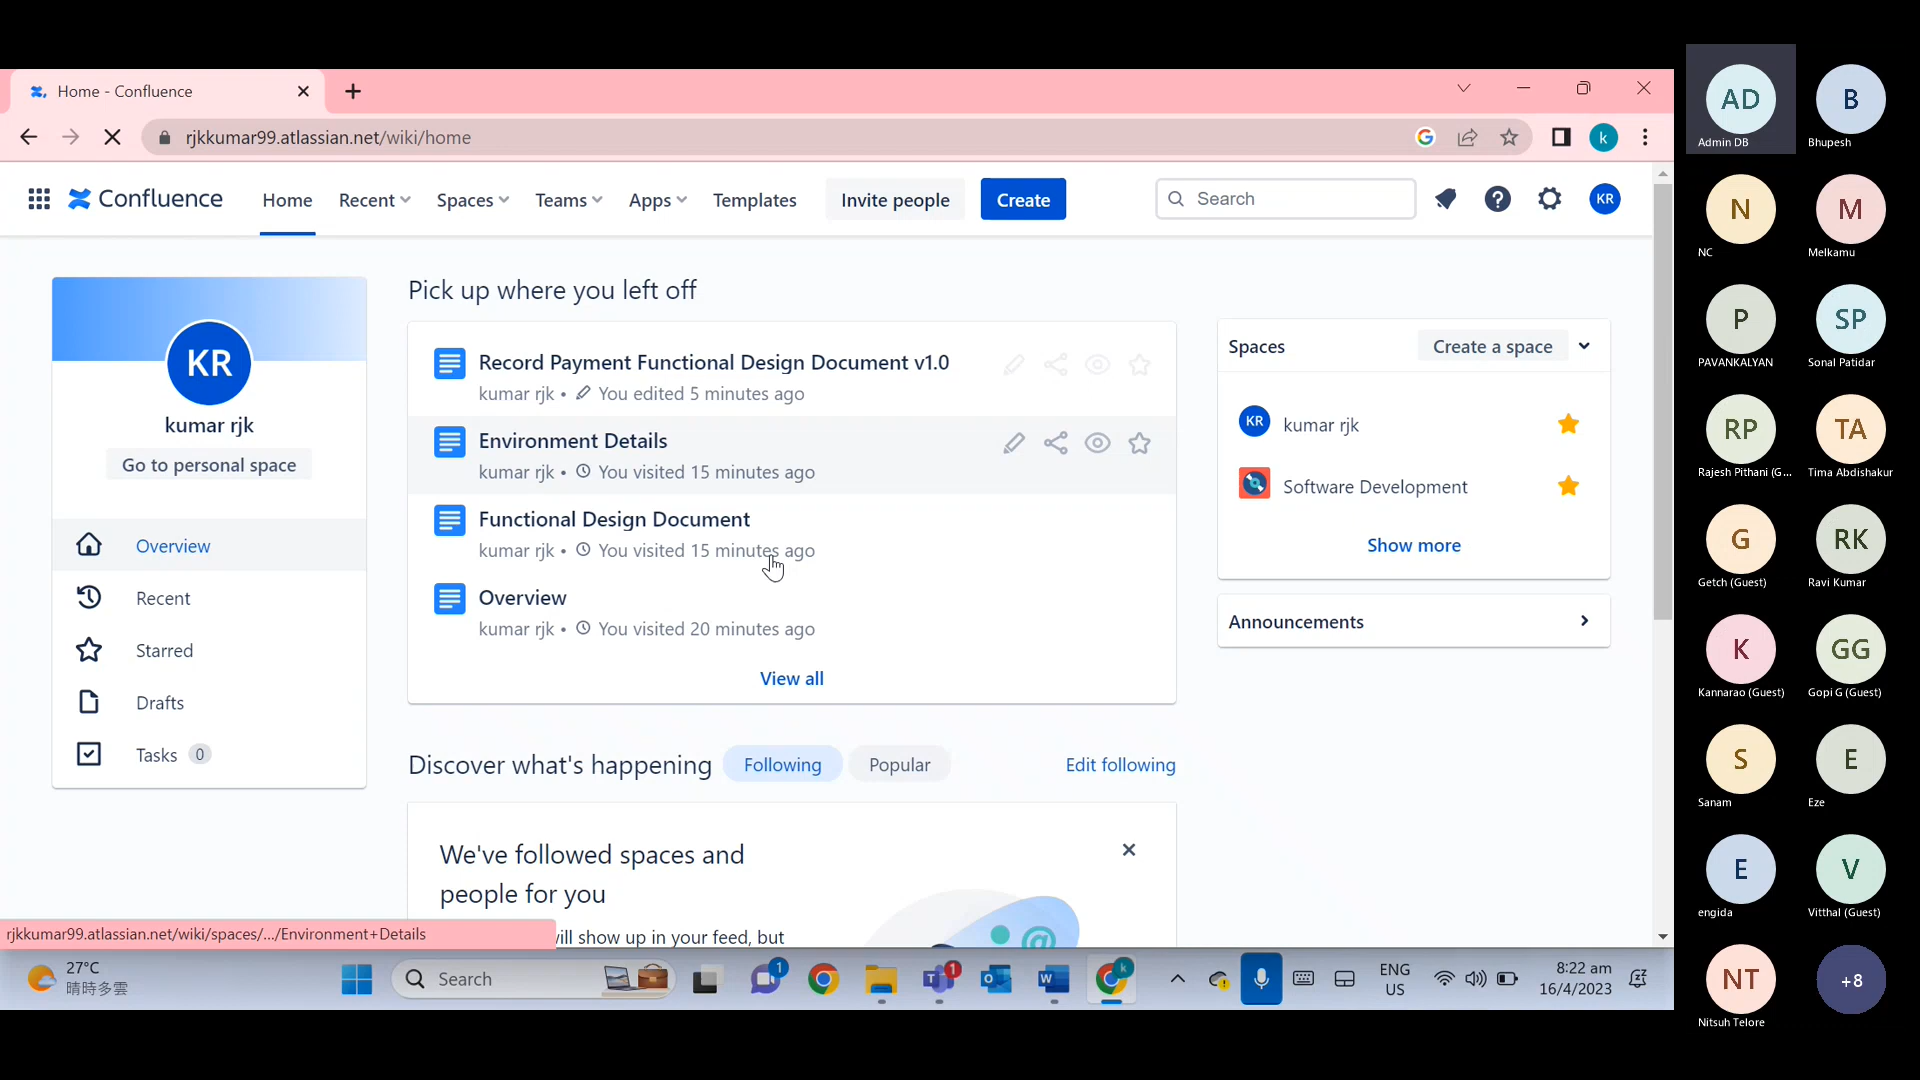 Home - Confluence
rjkkumar99.atlassian.net/wiki/home
Confluence
Home
Recent
Spaces
Teams
Apps
Templates
Invite people
Create
Search
KR
k
KR
kumar rjk
Go to personal space
Overview
Recent
Starred
Drafts
Tasks 0
Pick up where you left off
Record Payment Functional Design Document v1.0
kumar rjk • You edited 5 minutes ago
Environment Details
kumar rjk • You visited 15 minutes ago
Functional Design Document
kumar rjk • You visited 15 minutes ago
Overview
kumar rjk • You visited 20 minutes ago
View all
Discover what's happening
Following
Popular
Edit following
We've followed spaces and
people for you
ill show up in your feed, but
Spaces
Create a space
KR kumar rjk
Software Development
Show more
Announcements
rjkkumar99.atlassian.net/wiki/spaces/.../Environment+Details
27°C
晴時多雲
Search
1
1
k
ENG
US
8:22 am
16/4/2023
AD
Admin DB
B
Bhupesh
N
NC
M
Melkamu
P
PAVANKALYAN
SP
Sonal Patidar
RP
Rajesh Pithani (G...
TA
Tima Abdishakur
G
Getch (Guest)
RK
Ravi Kumar
K
Kannarao (Guest)
GG
Gopi G (Guest)
S
Sanam
E
Eze
E
engida
V
Vitthal (Guest)
NT
Nitsuh Telore
+8